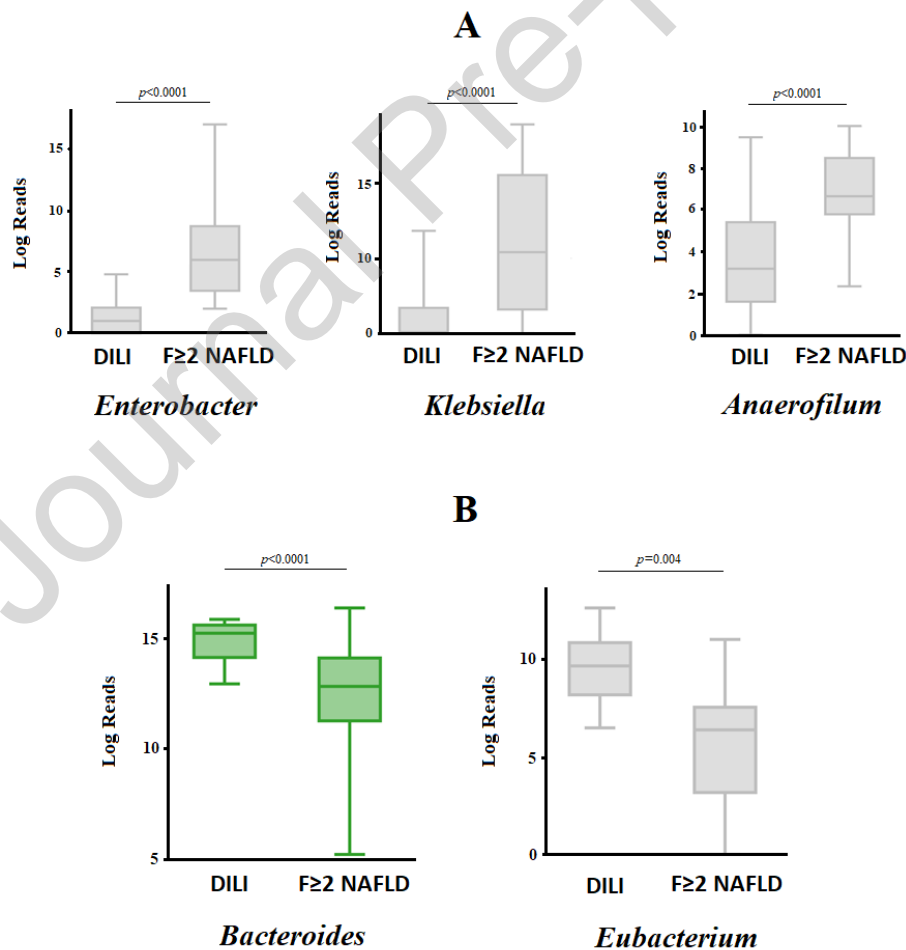 A
p<0.0001
p<0.0001
p<0.0001
Log Reads
15
10
5
0
DILI F≥2 NAFLD
Enterobacter
Log Reads
15
10
0
DILI F≥2 NAFLD
Klebsiella
Log Reads
10
8
6
4
2
0
DILI F≥2 NAFLD
Anaerofilum
B
p<0.0001
Log Reads
15
10
5
DILI F≥2 NAFLD
Bacteroides
p=0.004
Log Reads
10
5
0
DILI F≥2 NAFLD
Eubacterium
Journal Pre-